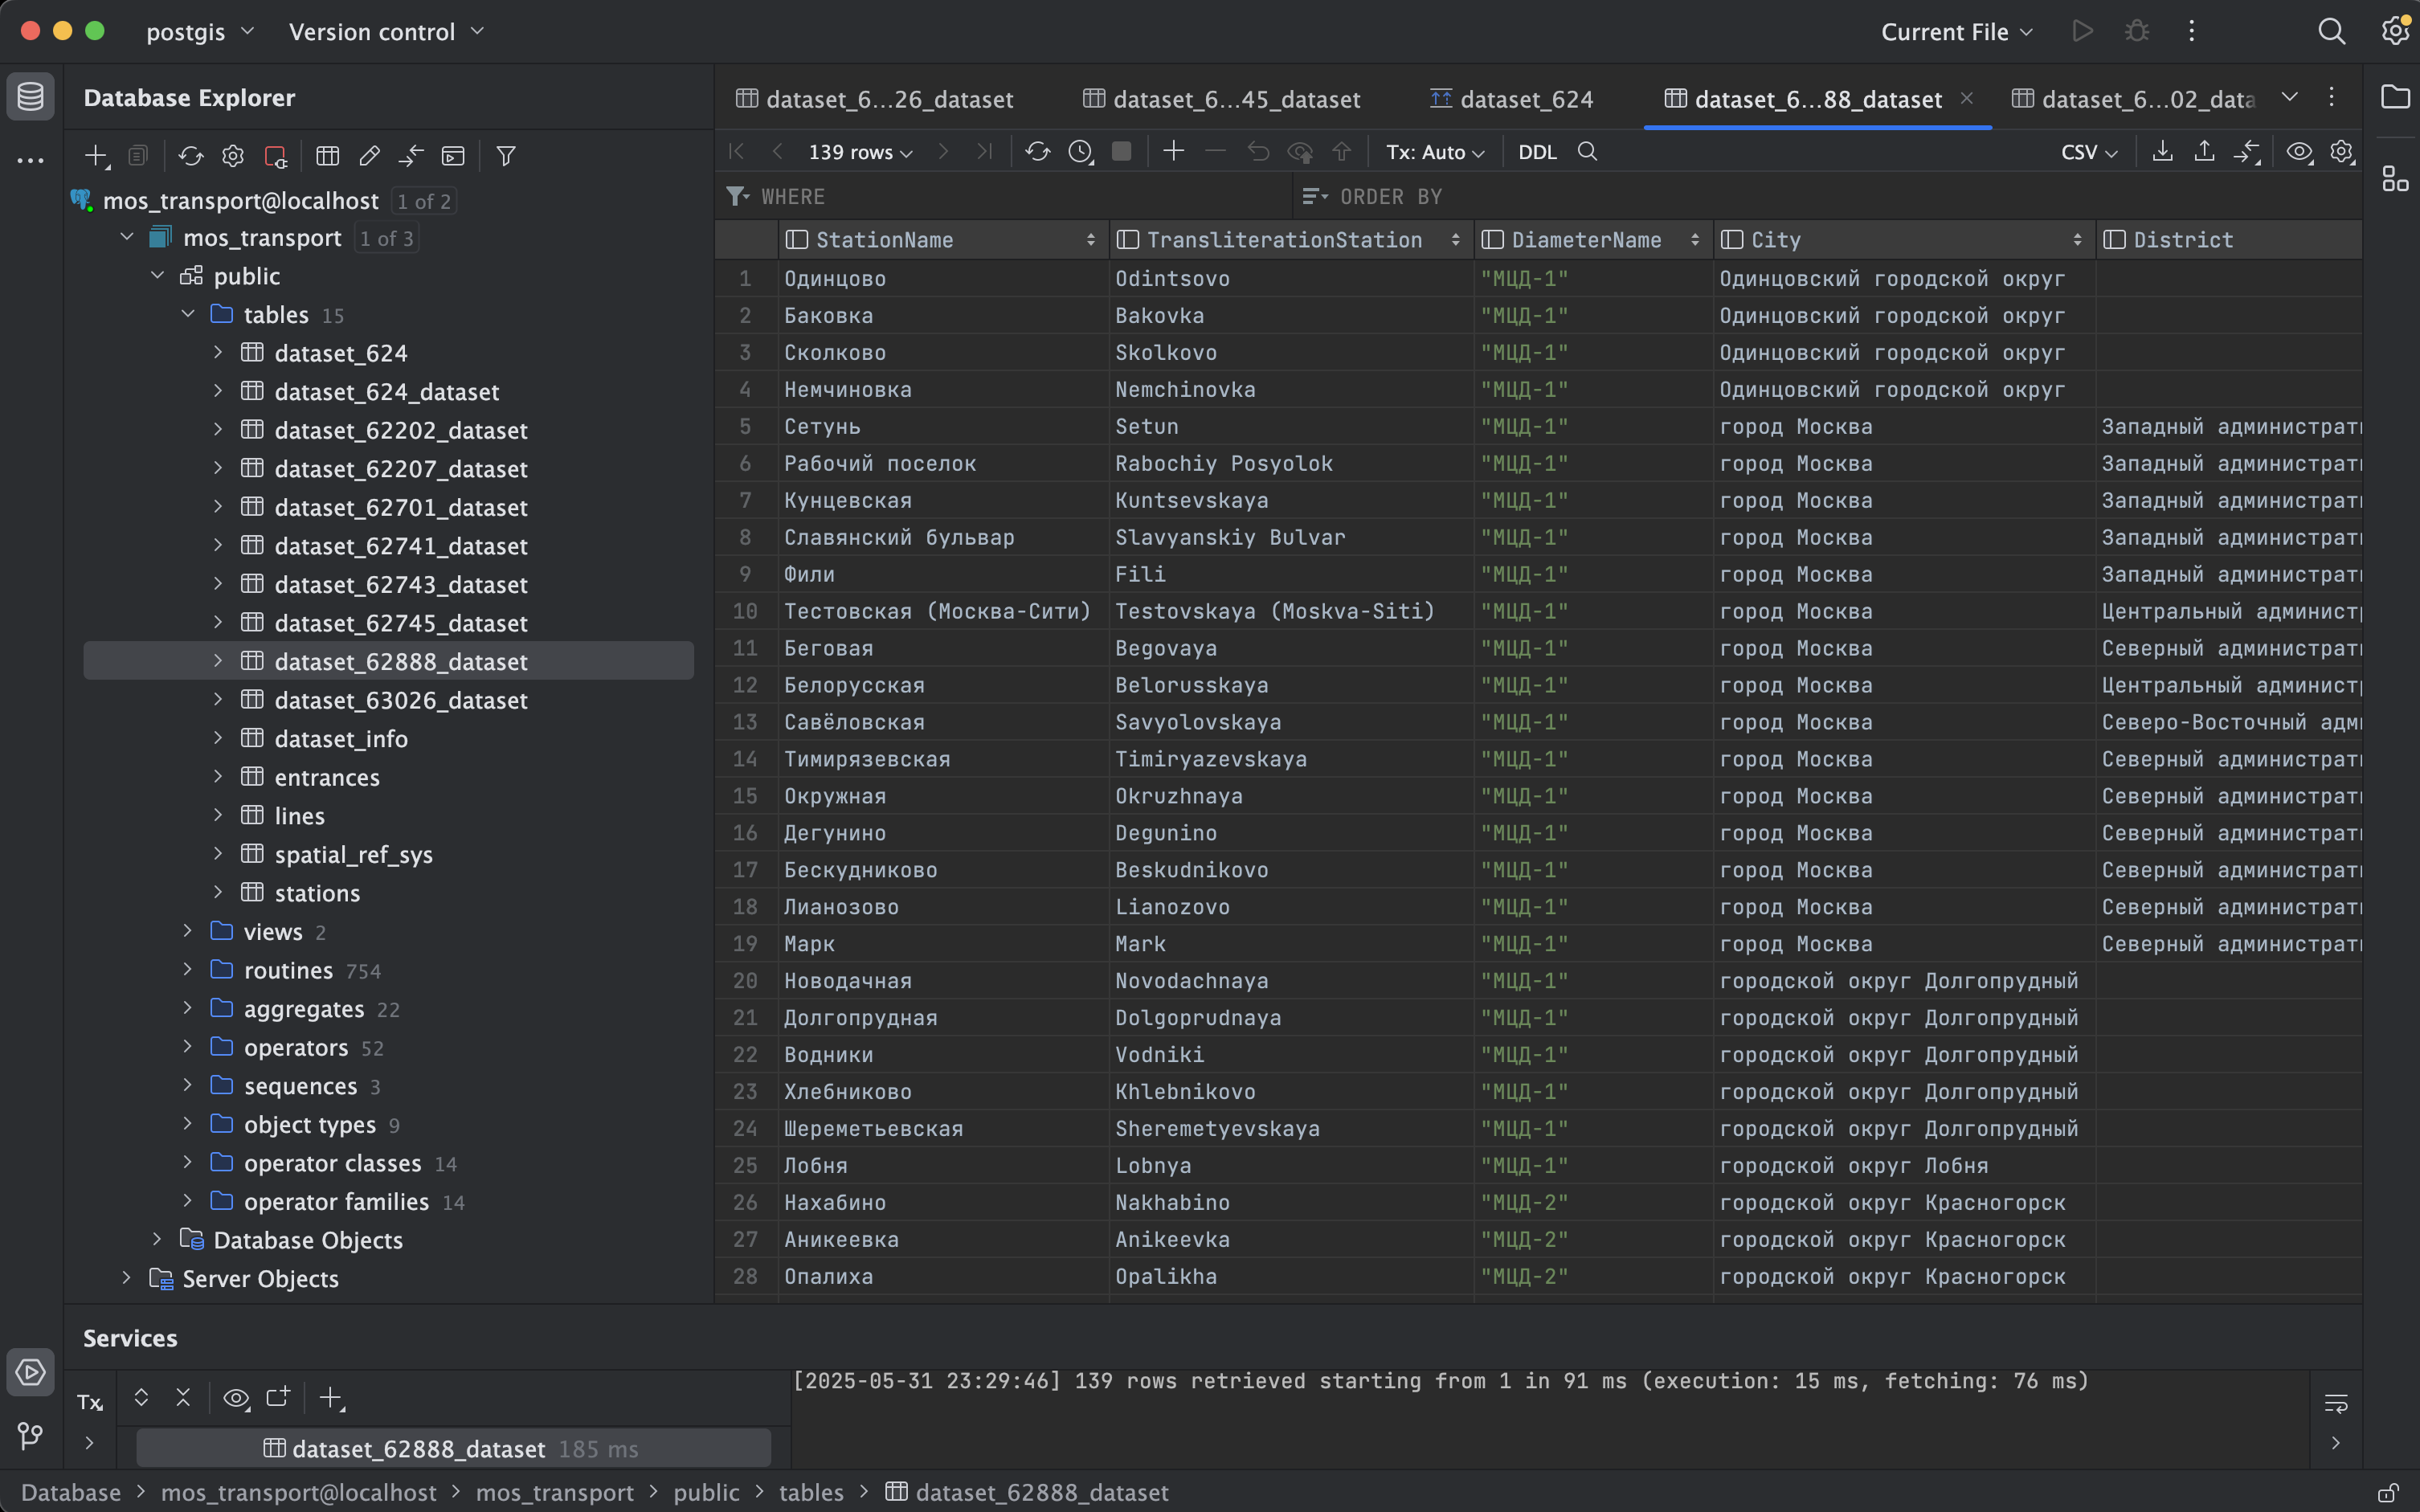 postgis Version control Current File
Database Explorer
mos_transport@localhost 1 of 2
mos_transport 1 of 3
public
tables 15
dataset_624
dataset_624_dataset
dataset_62202_dataset
dataset_62207_dataset
dataset_62701_dataset
dataset_62741_dataset
dataset_62743_dataset
dataset_62745_dataset
dataset_62888_dataset
dataset_63026_dataset
dataset_info
entrances
lines
spatial_ref_sys
stations
views 2
routines 754
aggregates 22
operators 52
sequences 3
object types 9
operator classes 14
operator families 14
Database Objects
Server Objects
dataset_6...26_dataset dataset_6...45_dataset dataset_624 dataset_6...88_dataset dataset_6...02_data
139 rows Tx: Auto DDL CSV
WHERE ORDER BY
StationName TransliterationStation DiameterName City District
1 Одинцово Odintsovo "МЦД-1" Одинцовский городской округ
2 Баковка Bakovka "МЦД-1" Одинцовский городской округ
3 Сколково Skolkovo "МЦД-1" Одинцовский городской округ
4 Немчиновка Nemchinovka "МЦД-1" Одинцовский городской округ
5 Сетунь Setun "МЦД-1" город Москва Западный администрат
6 Рабочий поселок Rabochiy Posyolok "МЦД-1" город Москва Западный администрат
7 Кунцевская Kuntsevskaya "МЦД-1" город Москва Западный администрат
8 Славянский бульвар Slavyanskiy Bulvar "МЦД-1" город Москва Западный администрат
9 Фили Fili "МЦД-1" город Москва Западный администрат
10 Тестовская (Москва-Сити) Testovskaya (Moskva-Siti) "МЦД-1" город Москва Центральный админист
11 Беговая Begovaya "МЦД-1" город Москва Северный администрат
12 Белорусская Belorusskaya "МЦД-1" город Москва Центральный админист
13 Савёловская Savyolovskaya "МЦД-1" город Москва Северо-Восточный адм
14 Тимирязевская Timiryazevskaya "МЦД-1" город Москва Северный администрат
15 Окружная Okruzhnaya "МЦД-1" город Москва Северный администрат
16 Дегунино Degunino "МЦД-1" город Москва Северный администрат
17 Бескудниково Beskudnikovo "МЦД-1" город Москва Северный администрат
18 Лианозово Lianozovo "МЦД-1" город Москва Северный администрат
19 Марк Mark "МЦД-1" город Москва Северный администрат
20 Новодачная Novodachnaya "МЦД-1" городской округ Долгопрудный
21 Долгопрудная Dolgoprudnaya "МЦД-1" городской округ Долгопрудный
22 Водники Vodniki "МЦД-1" городской округ Долгопрудный
23 Хлебниково Khlebnikovo "МЦД-1" городской округ Долгопрудный
24 Шереметьевская Sheremetyevskaya "МЦД-1" городской округ Долгопрудный
25 Лобня Lobnya "МЦД-1" городской округ Лобня
26 Нахабино Nakhabino "МЦД-2" городской округ Красногорск
27 Аникеевка Anikeevka "МЦД-2" городской округ Красногорск
28 Опалиха Opalikha "МЦД-2" городской округ Красногорск
Services
Tx
dataset_62888_dataset 185 ms
[2025-05-31 23:29:46] 139 rows retrieved starting from 1 in 91 ms (execution: 15 ms, fetching: 76 ms)
Database > mos_transport@localhost > mos_transport > public > tables > dataset_62888_dataset